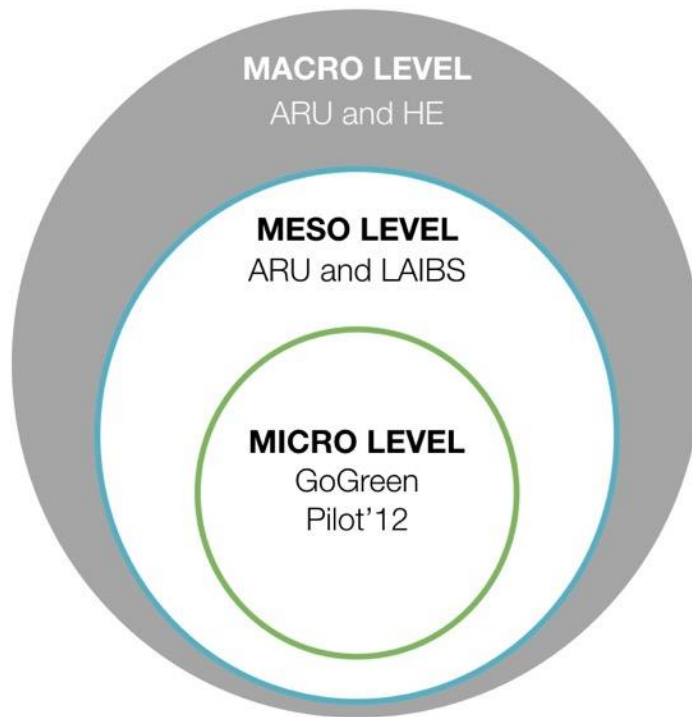 MACRO LEVEL
ARU and HE
MESO LEVEL
ARU and LAIBS
MICRO LEVEL
GoGreen
Pilot’12